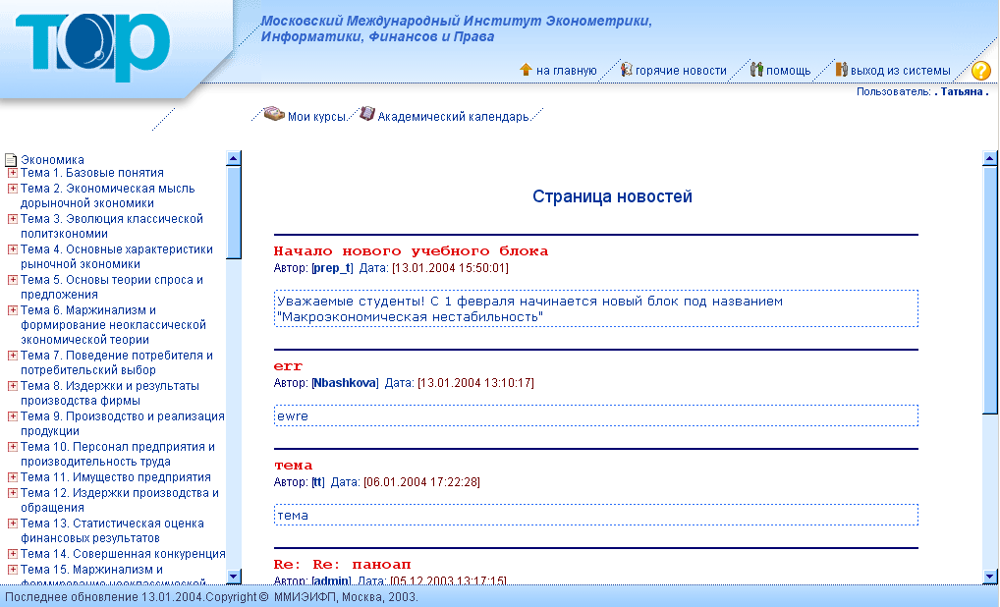 TOP
Московский Международный Институт Эконометрики,
Информатики, Финансов и Права
на главную горячие новости помощь выход из системы ?
Пользователь: . Татьяна .
Мои курсы. Академический календарь.
Экономика
Тема 1. Базовые понятия
Тема 2. Экономическая мысль
дорыночной экономики
Тема 3. Эволюция классической
политэкономии
Тема 4. Основные характеристики
рыночной экономики
Тема 5. Основы теории спроса и
предложения
Тема 6. Маржинализм и
формирование неоклассической
экономической теории
Тема 7. Поведение потребителя и
потребительский выбор
Тема 8. Издержки и результаты
производства фирмы
Тема 9. Производство и реализация
продукции
Тема 10. Персонал предприятия и
производительность труда
Тема 11. Имущество предприятия
Тема 12. Издержки производства и
обращения
Тема 13. Статистическая оценка
финансовых результатов
Тема 14. Совершенная конкуренция
Тема 15. Маржинализм и
формирование неоклассической
Страница новостей
Начало нового учебного блока
Автор: [prep_t] Дата: [13.01.2004 15:50:01]
Уважаемые студенты! С 1 февраля начинается новый блок под названием
"Макроэкономическая нестабильность"
err
Автор: [Nbashkova] Дата: [13.01.2004 13:10:17]
ewre
тема
Автор: [tt] Дата: [06.01.2004 17:22:28]
тема
Re: Re: паноап
Автор: [admin] Дата: [05.12.2003 13:17:15]
Последнее обновление 13.01.2004.Copyright © ММИЭИФП, Москва, 2003.